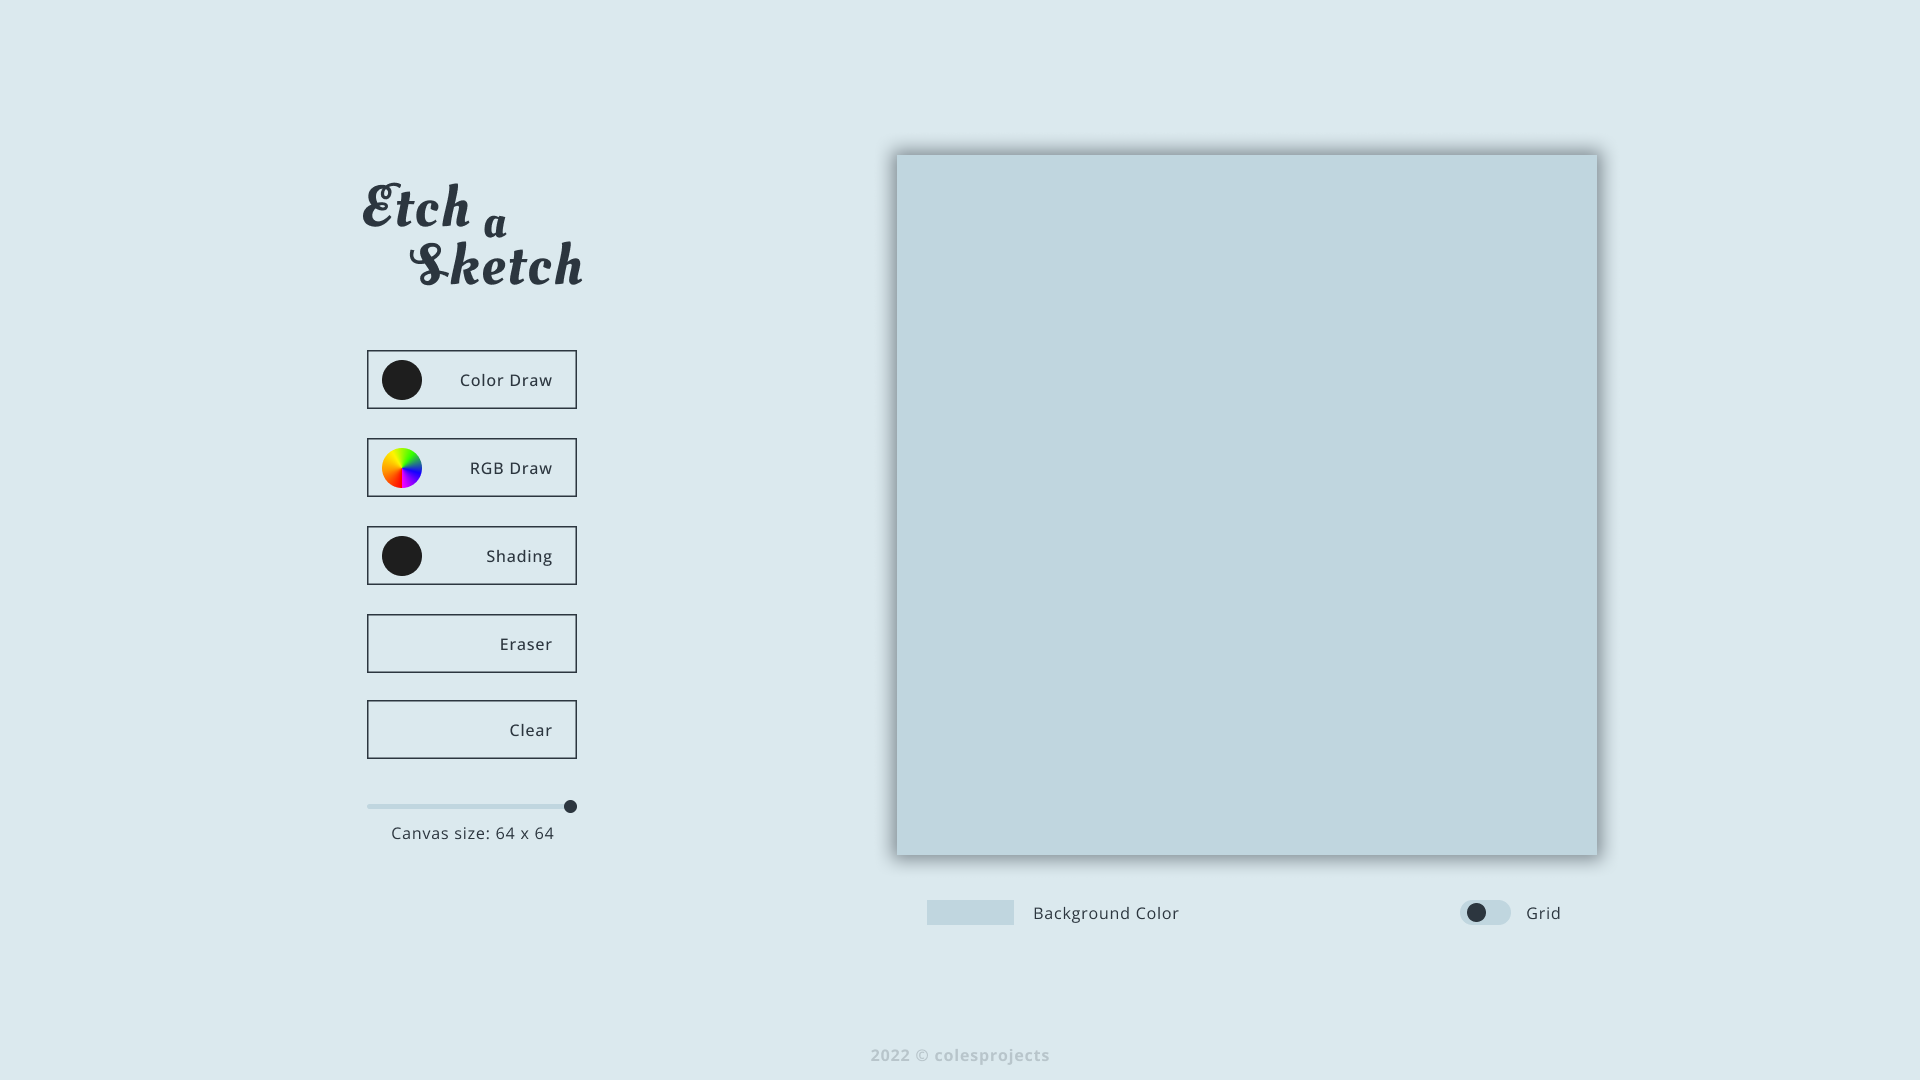 Etch a
Sketch
Color Draw
RGB Draw
Shading
Eraser
Clear
Canvas size: 64 x 64
Background Color
Grid
2022 © colesprojects